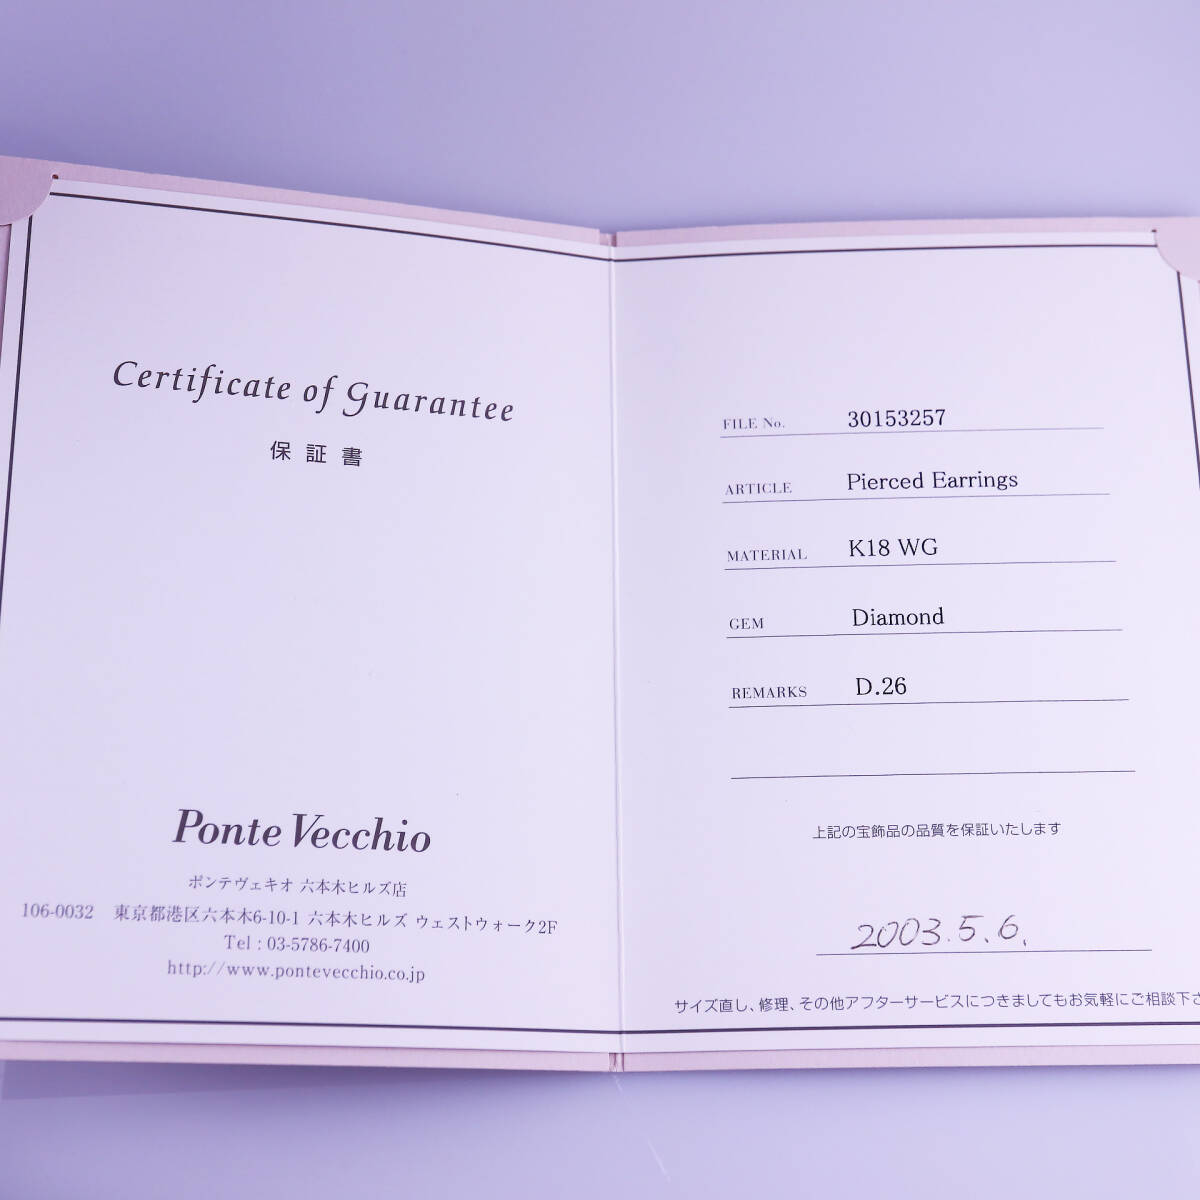 Certificate of Guarantee
保証書
Ponte Vecchio
ポンテヴェキオ 六本木ヒルズ店
106-0032 東京都港区六本木6-10-1 六本木ヒルズ ウェストウォーク2F
Tel : 03-5786-7400
http://www.pontevecchio.co.jp
FILE No. 30153257
ARTICLE Pierced Earrings
MATERIAL K18 WG
GEM Diamond
REMARKS D.26
上記の宝飾品の品質を保証いたします
2003.5.6.
サイズ直し、修理、その他アフターサービスにつきましてもお気軽にご相談下さ